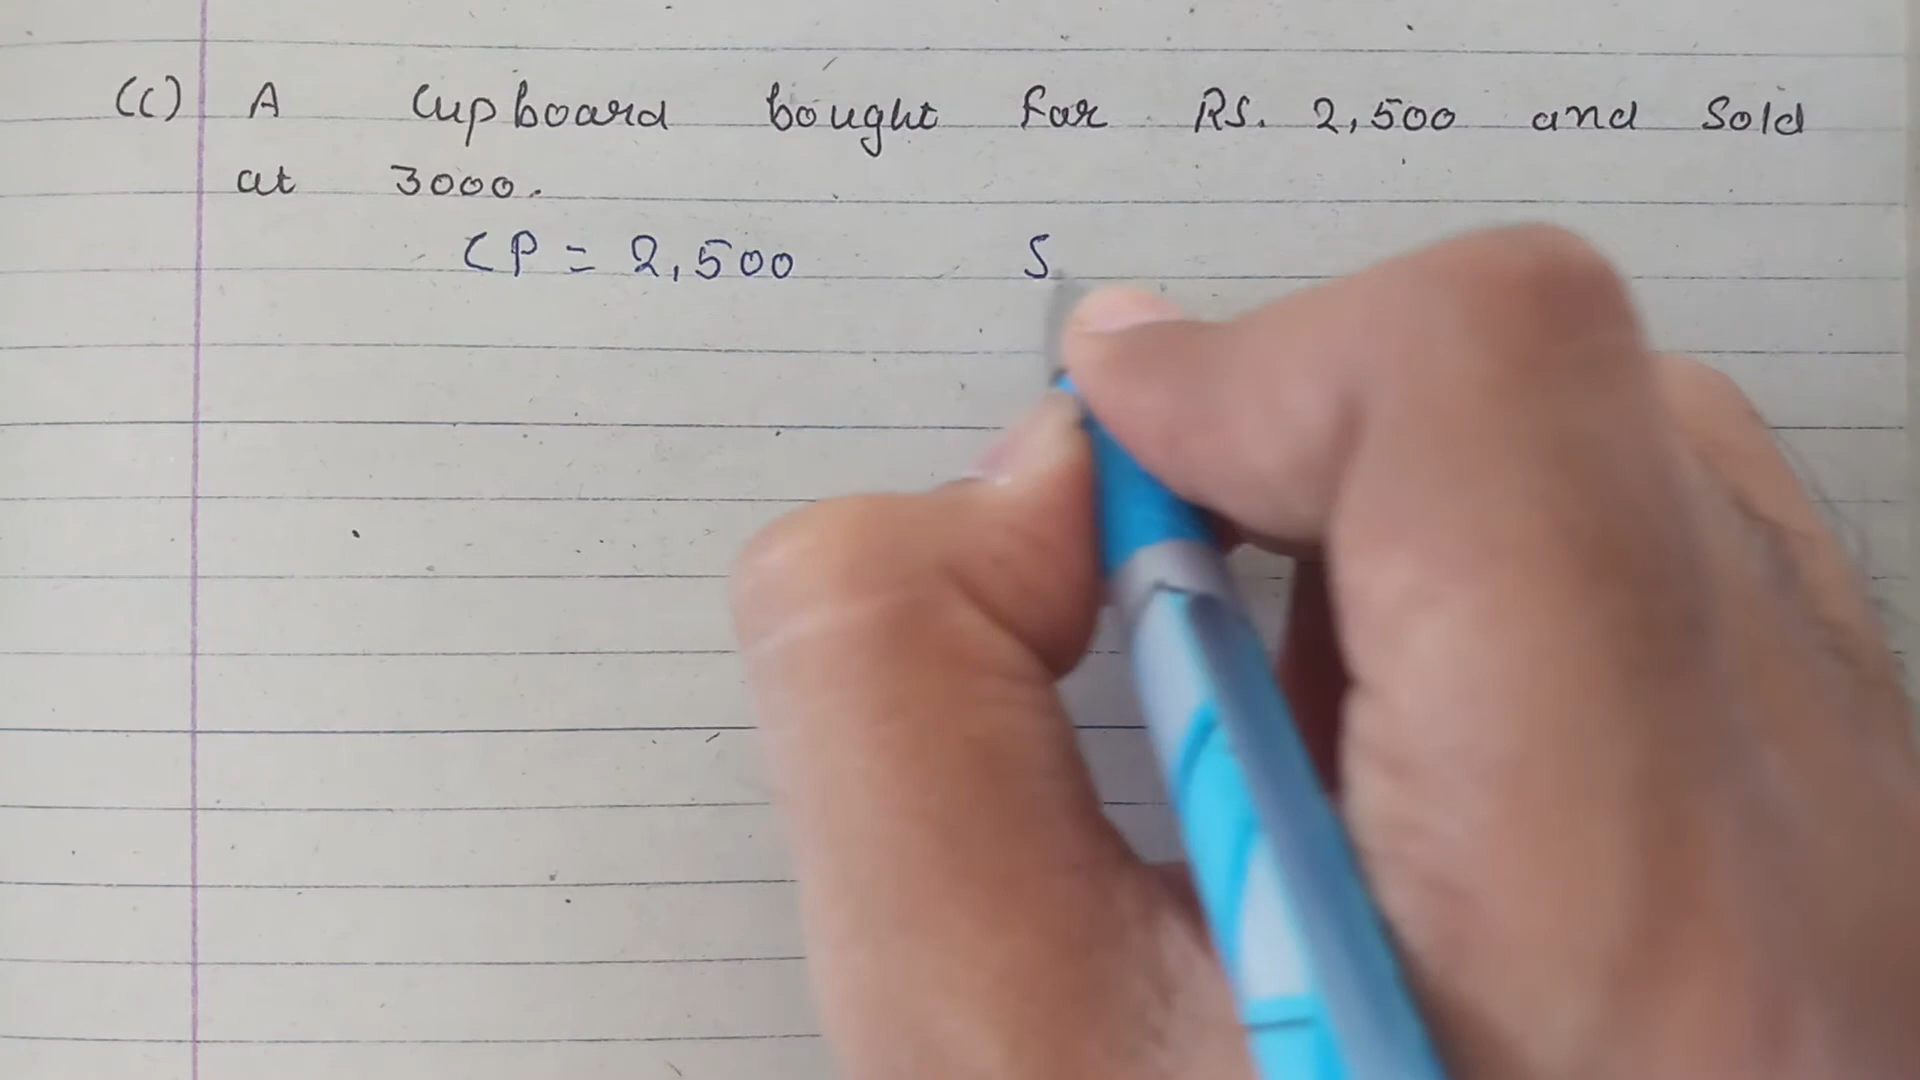 (c) A cupboard bought for Rs. 2,500 and sold
at 3000.
CP = 2,500 S